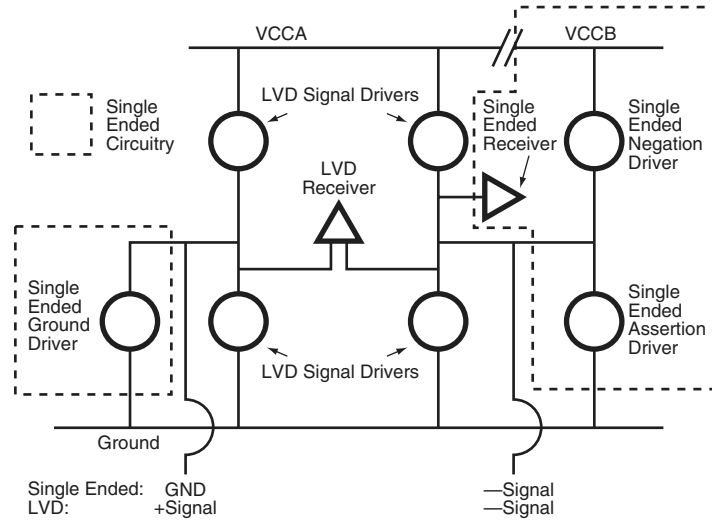 VCCA
VCCB
Single
Ended
Circuitry
LVD Signal Drivers
Single
Ended
Receiver
Single
Ended
Negation
Driver
LVD
Receiver
Single
Ended
Ground
Driver
Single
Ended
Assertion
Driver
LVD Signal Drivers
Ground
Single Ended: GND —Signal
LVD: +Signal —Signal